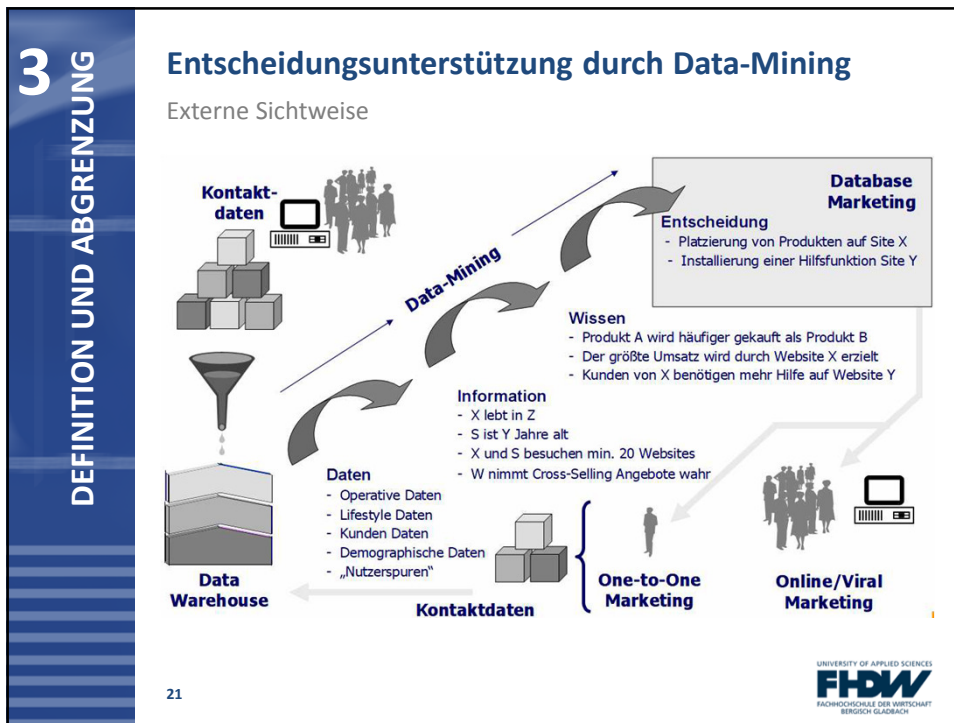 3
DEFINITION UND ABGRENZUNG
Entscheidungsunterstützung durch Data-Mining
Externe Sichtweise
Kontakt-
daten
Data-Mining
Database
Marketing
Entscheidung
- Platzierung von Produkten auf Site X
- Installierung einer Hilfsfunktion Site Y
Wissen
- Produkt A wird häufiger gekauft als Produkt B
- Der größte Umsatz wird durch Website X erzielt
- Kunden von X benötigen mehr Hilfe auf Website Y
Information
- X lebt in Z
- S ist Y Jahre alt
- X und S besuchen min. 20 Websites
- W nimmt Cross-Selling Angebote wahr
Daten
- Operative Daten
- Lifestyle Daten
- Kunden Daten
- Demographische Daten
- „Nutzerspuren“
Data
Warehouse
Kontaktdaten
One-to-One
Marketing
Online/Viral
Marketing
21
UNIVERSITY OF APPLIED SCIENCES
FHDW
FACHHOCHSCHULE DER WIRTSCHAFT
BERGISCH GLADBACH